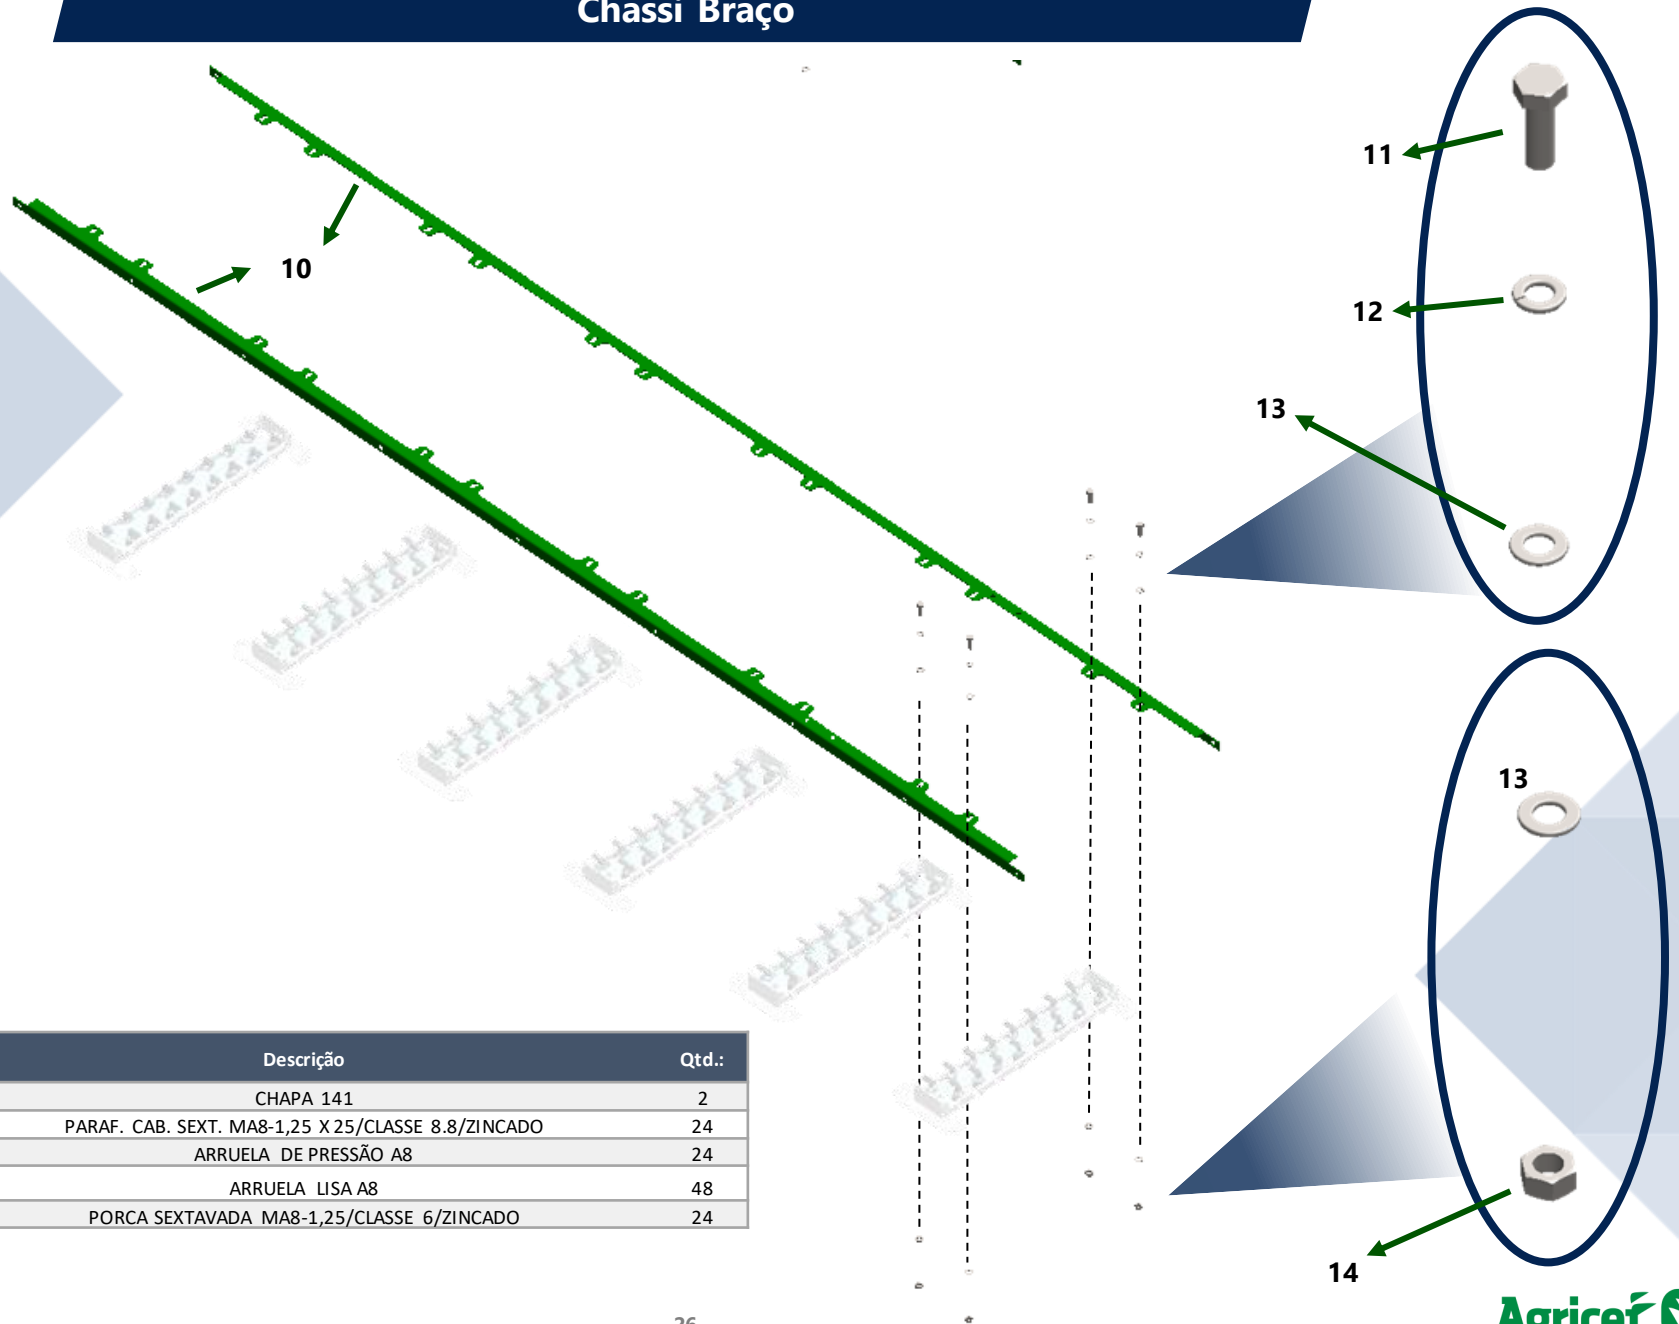 Chassi Braço
11
10
12
13
13
Descrição Qtd.:
CHAPA 141 2
PARAF. CAB. SEXT. MA8-1,25 X 25/CLASSE 8.8/ZINCADO 24
ARRUELA DE PRESSÃO A8 24
ARRUELA LISA A8 48
PORCA SEXTAVADA MA8-1,25/CLASSE 6/ZINCADO 24
14
26
Agricef